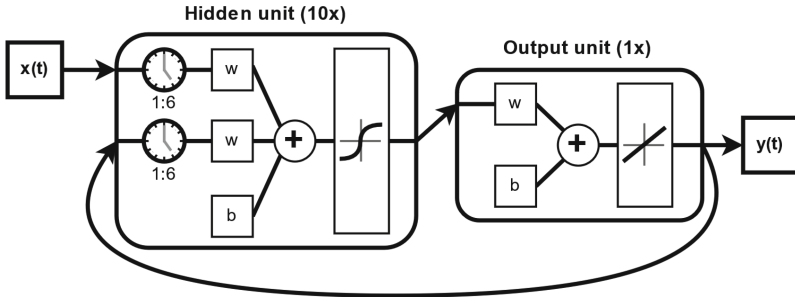 Hidden unit (10x)
x(t)
w
1:6
+
w
1:6
b
Output unit (1x)
w
+
b
y(t)